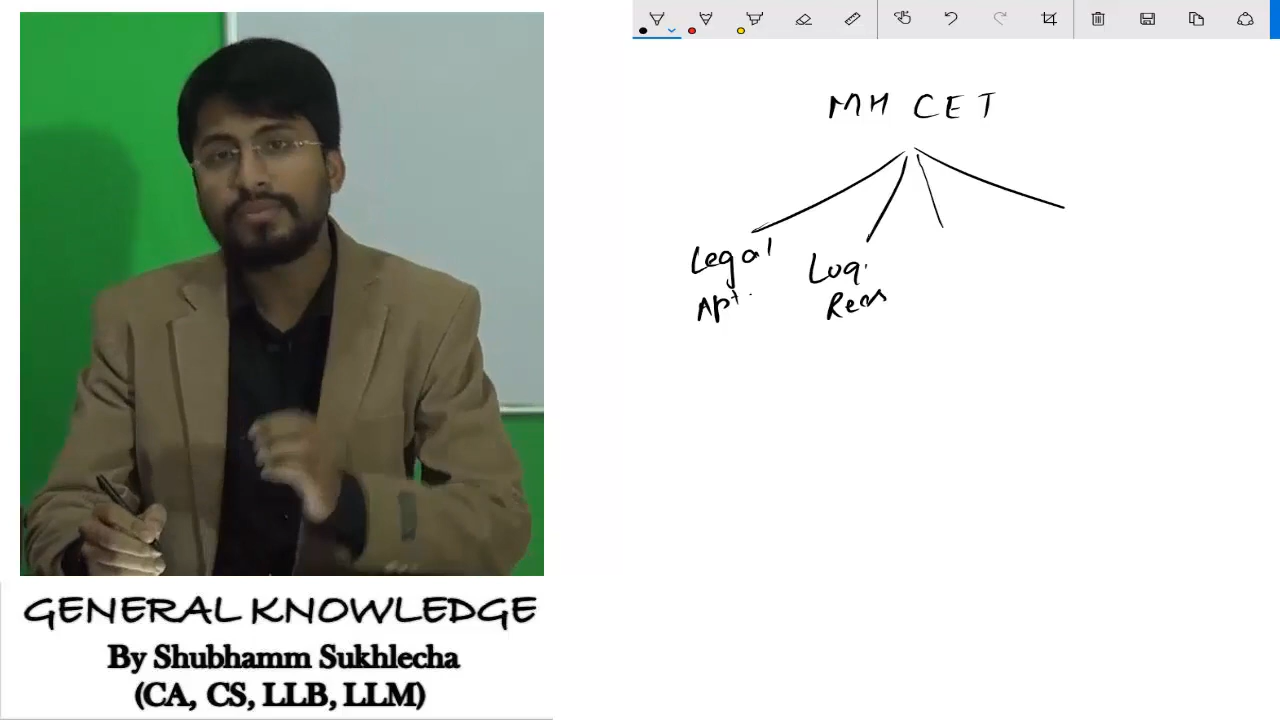 MH CET
Legal Log.
Apt. Reas
GENERAL KNOWLEDGE
By Shubhamm Sukhlecha
(CA, CS, LLB, LLM)